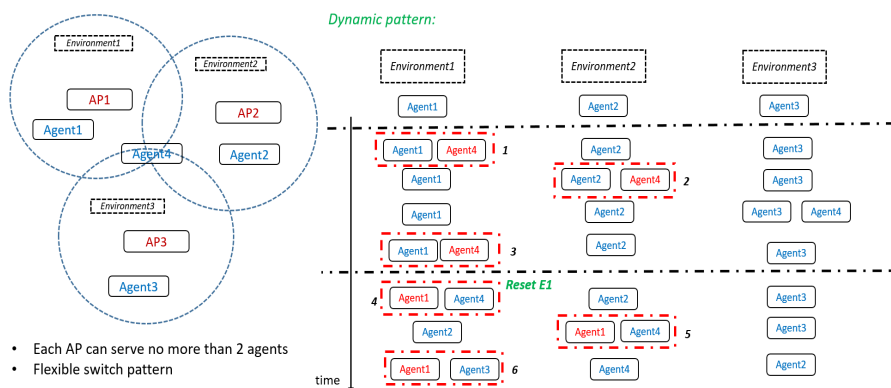 Dynamic pattern:
Environment1
Environment2
AP1
AP2
Agent1
Agent4
Agent2
Environment3
AP3
Agent3
• Each AP can serve no more than 2 agents
• Flexible switch pattern
Environment1 Environment2 Environment3
Agent1 Agent2 Agent3
Agent1 Agent4 1 Agent2 Agent3
Agent1 Agent2 Agent4 2 Agent3
Agent1 Agent2 Agent3 Agent4
Agent1 Agent4 3 Agent2 Agent3
Reset E1
4 Agent1 Agent4 Agent2 Agent3
Agent2 Agent1 Agent4 5 Agent3
Agent1 Agent3 6 Agent4 Agent2
time